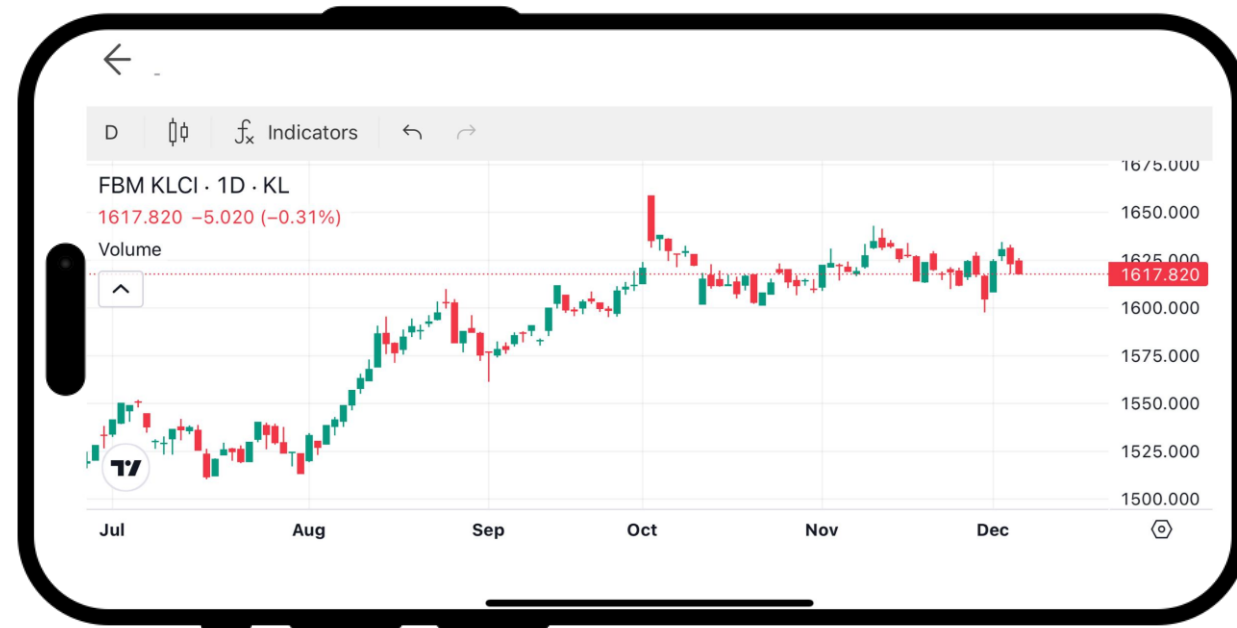 D Indicators
1675.000
FBM KLCI · 1D · KL
1650.000
1617.820 −5.020 (−0.31%)
Volume
1625.000
1617.820
1600.000
1575.000
1550.000
1525.000
1500.000
Jul Aug Sep Oct Nov Dec